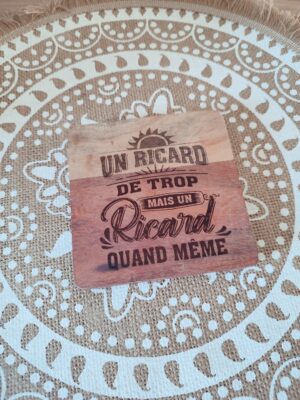 UN RICARD
DE TROP
MAIS UN
Ricard
QUAND MÊME